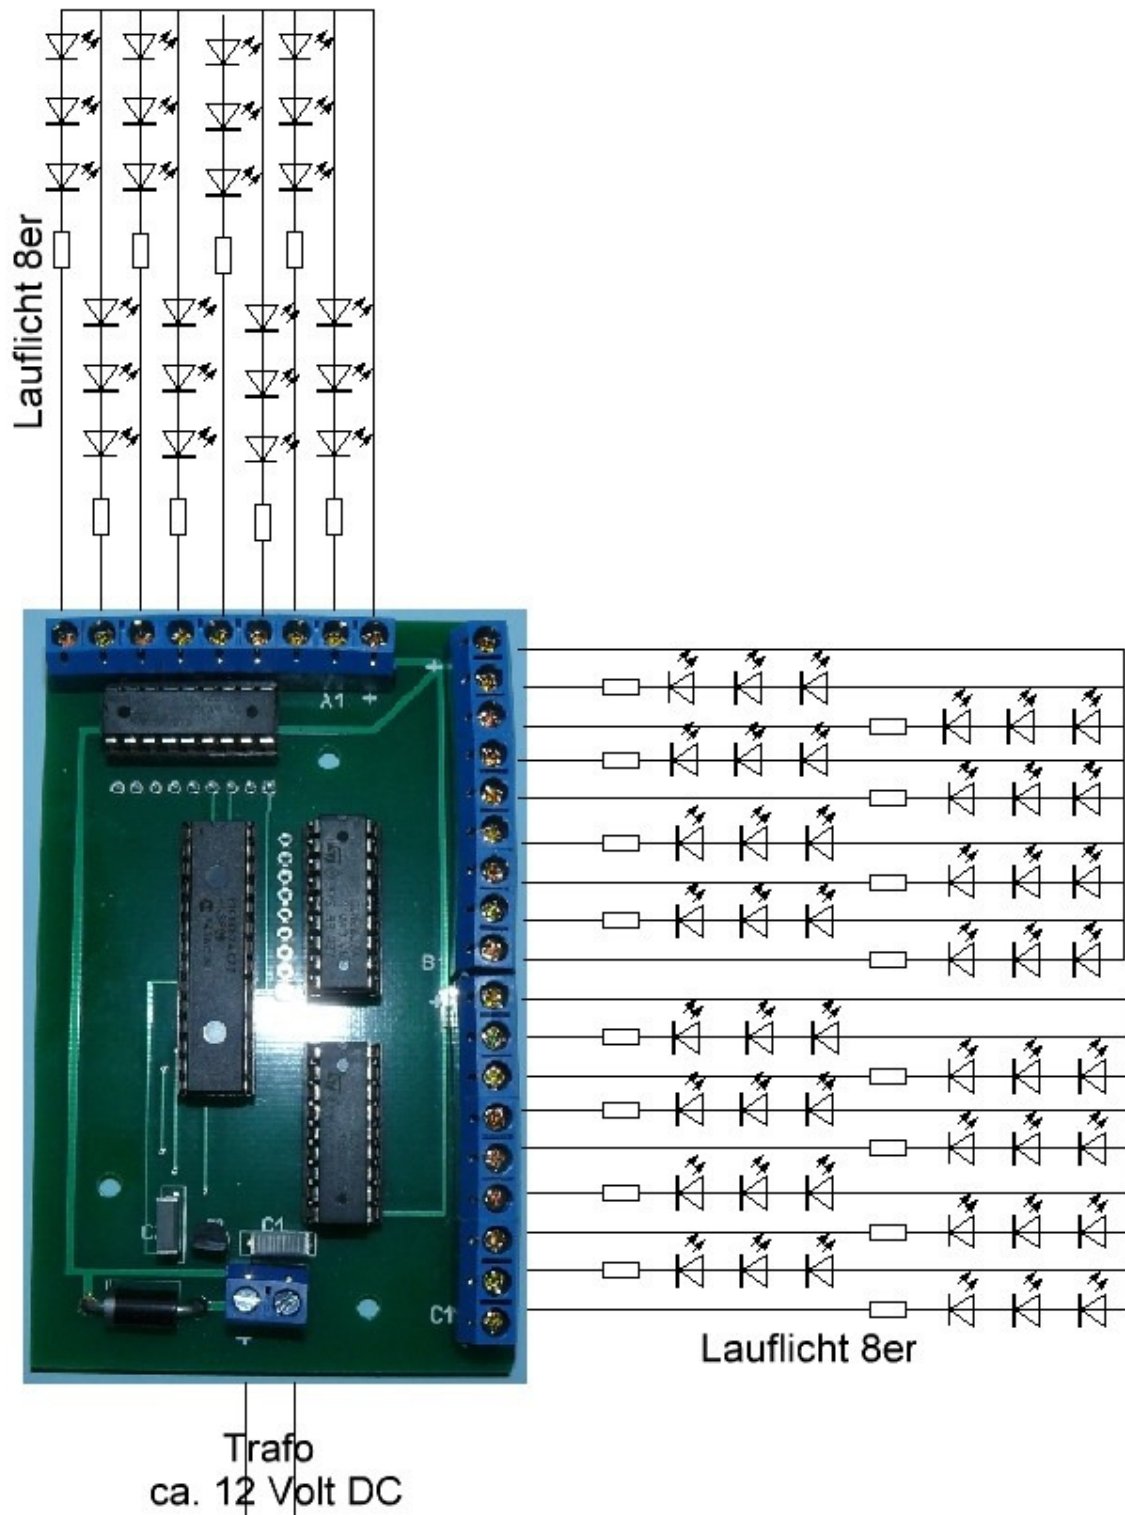 Lauflicht 8er
A1 +
+
B1
+
C1
C1
+
Lauflicht 8er
Trafo
ca. 12 Volt DC